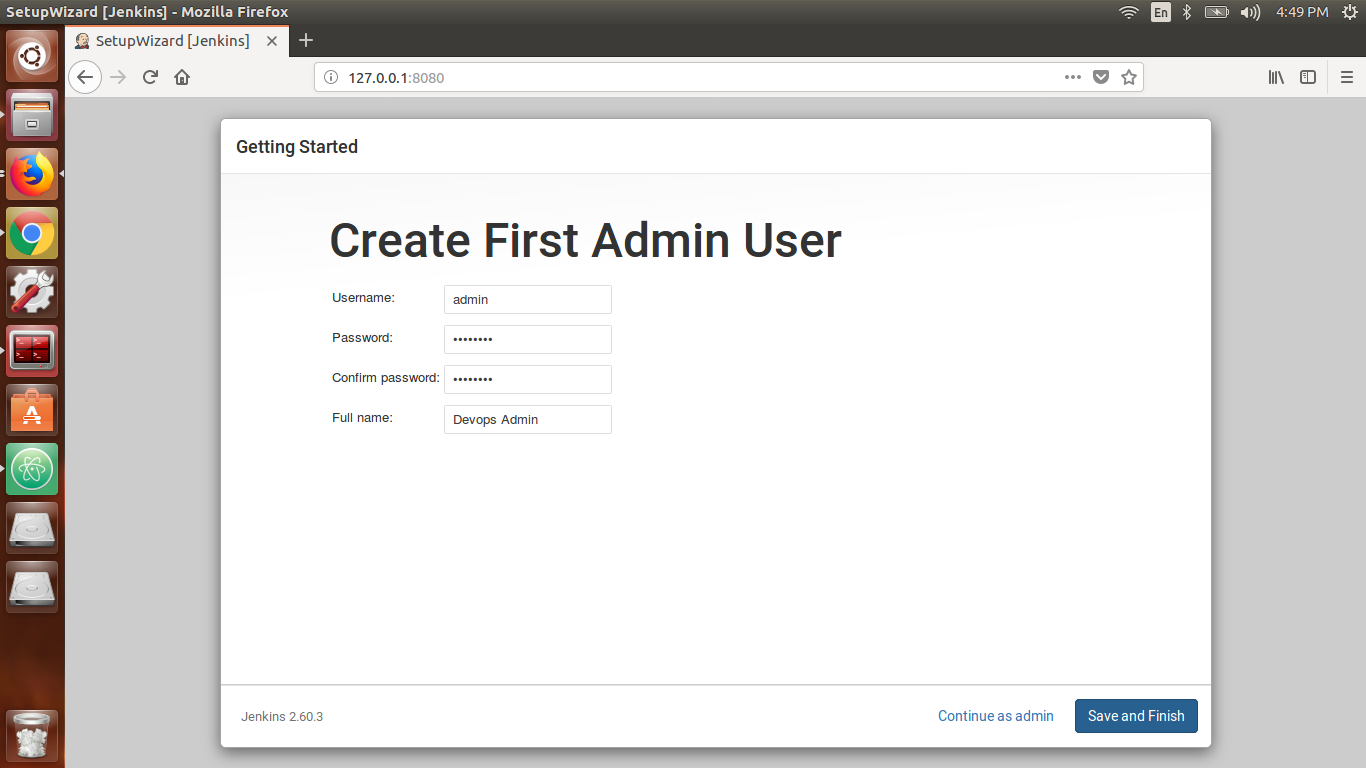 SetupWizard [Jenkins] - Mozilla Firefox
En
4:49 PM
SetupWizard [Jenkins]
127.0.0.1:8080
Getting Started
Create First Admin User
Username:
admin
Password:
••••••••
Confirm password:
••••••••
Full name:
Devops Admin
Jenkins 2.60.3
Continue as admin
Save and Finish